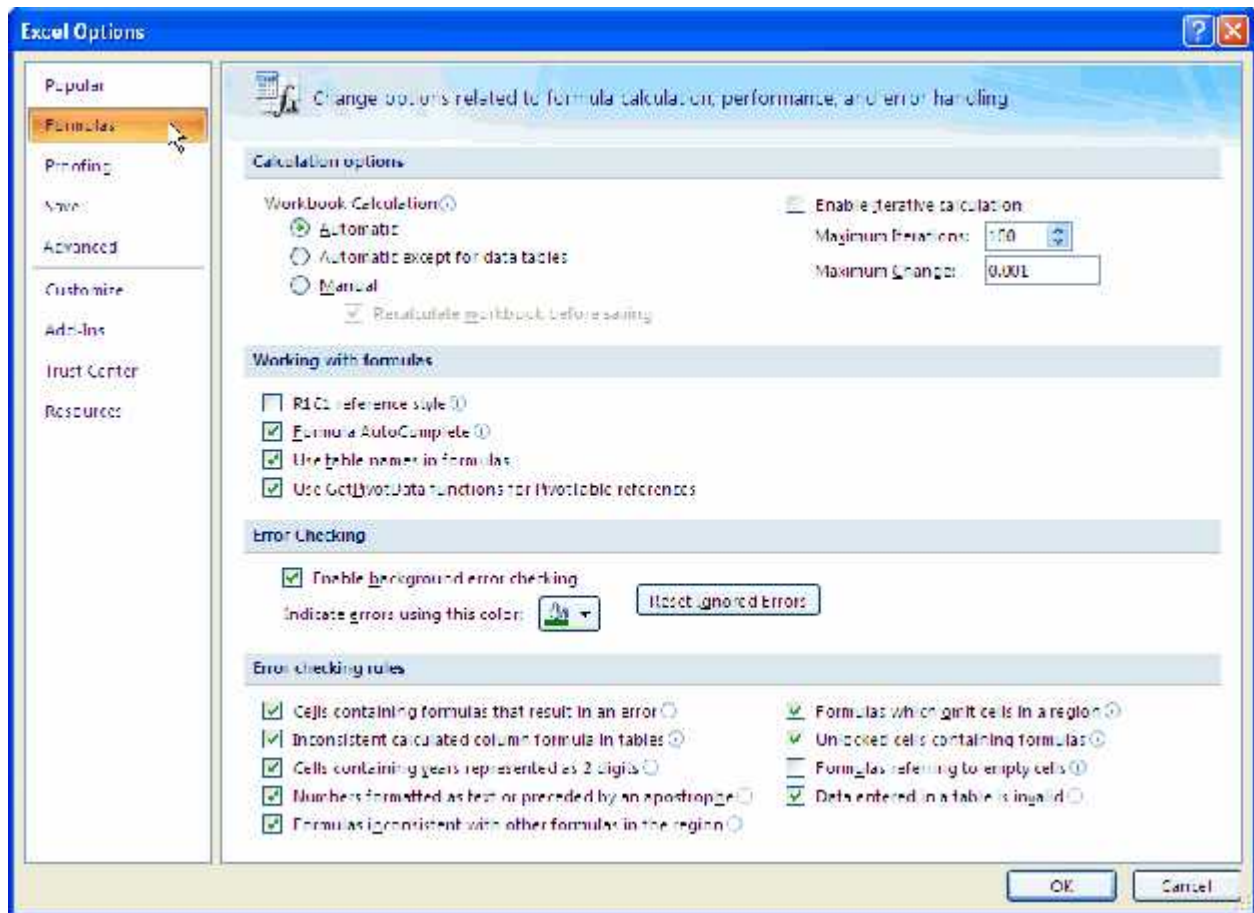 Excel Options
Popular
Formulas
Proofing
Save
Advanced
Customize
Add-Ins
Trust Center
Resources
Change options related to formula calculation, performance, and error handling
Calculation options
Workbook Calculation
Automatic
Automatic except for data tables
Manual
Recalculate workbook before saving
Enable iterative calculation
Maximum Iterations: 100
Maximum Change: 0.001
Working with formulas
R1C1 reference style
Formula AutoComplete
Use table names in formulas
Use GetPivotData functions for PivotTable references
Error Checking
Enable background error checking
Indicate errors using this color:
Reset Ignored Errors
Error checking rules
Cells containing formulas that result in an error
Inconsistent calculated column formula in tables
Cells containing years represented as 2 digits
Numbers formatted as text or preceded by an apostrophe
Formulas inconsistent with other formulas in the region
Formulas which omit cells in a region
Unlocked cells containing formulas
Formulas referring to empty cells
Data entered in a table is invalid
OK
Cancel